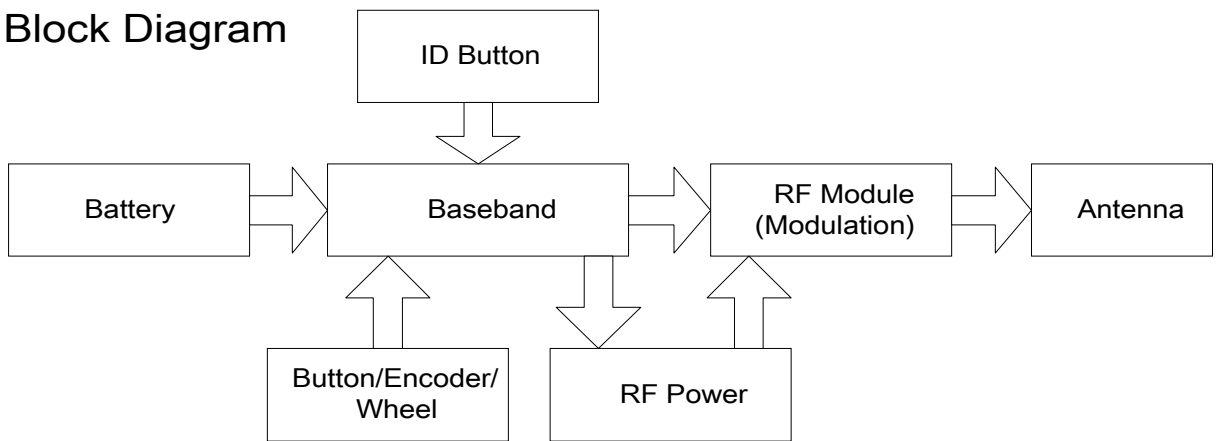 Block Diagram
ID Button
Battery
Baseband
RF Module
(Modulation)
Antenna
Button/Encoder/
Wheel
RF Power